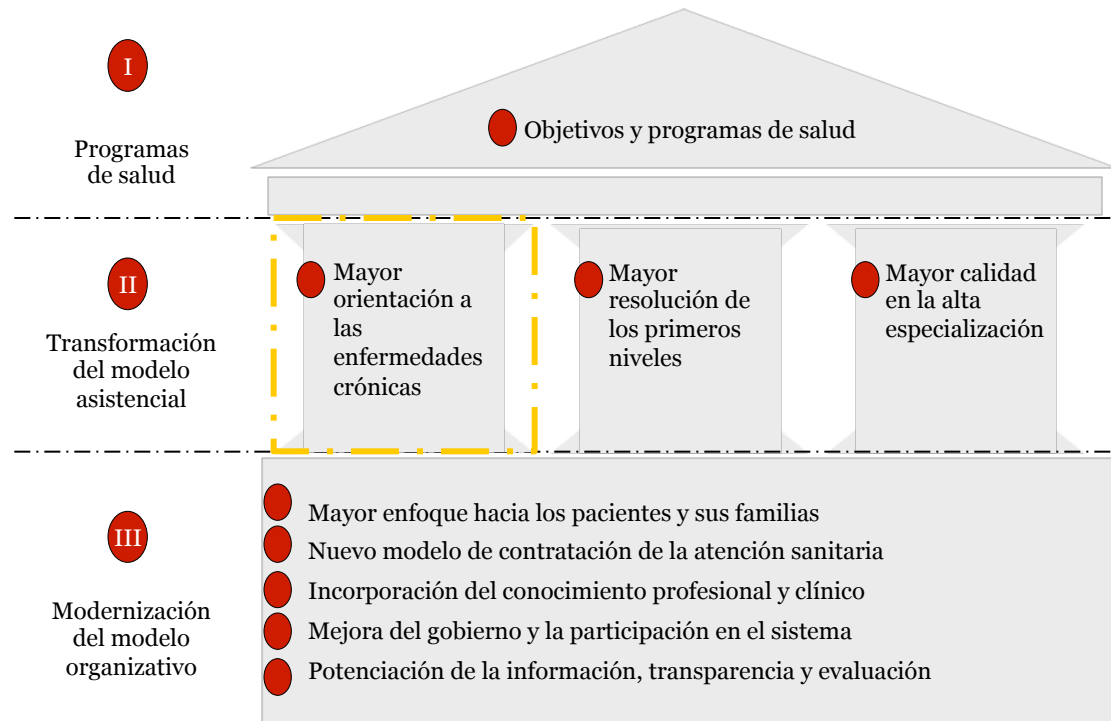 I
Programas
de salud
Objetivos y programas de salud
II
Transformación
del modelo
asistencial
Mayor
orientación a
las
enfermedades
crónicas
Mayor
resolución de
los primeros
niveles
Mayor calidad
en la alta
especialización
III
Modernización
del modelo
organizativo
Mayor enfoque hacia los pacientes y sus familias
Nuevo modelo de contratación de la atención sanitaria
Incorporación del conocimiento profesional y clínico
Mejora del gobierno y la participación en el sistema
Potenciación de la información, transparencia y evaluación